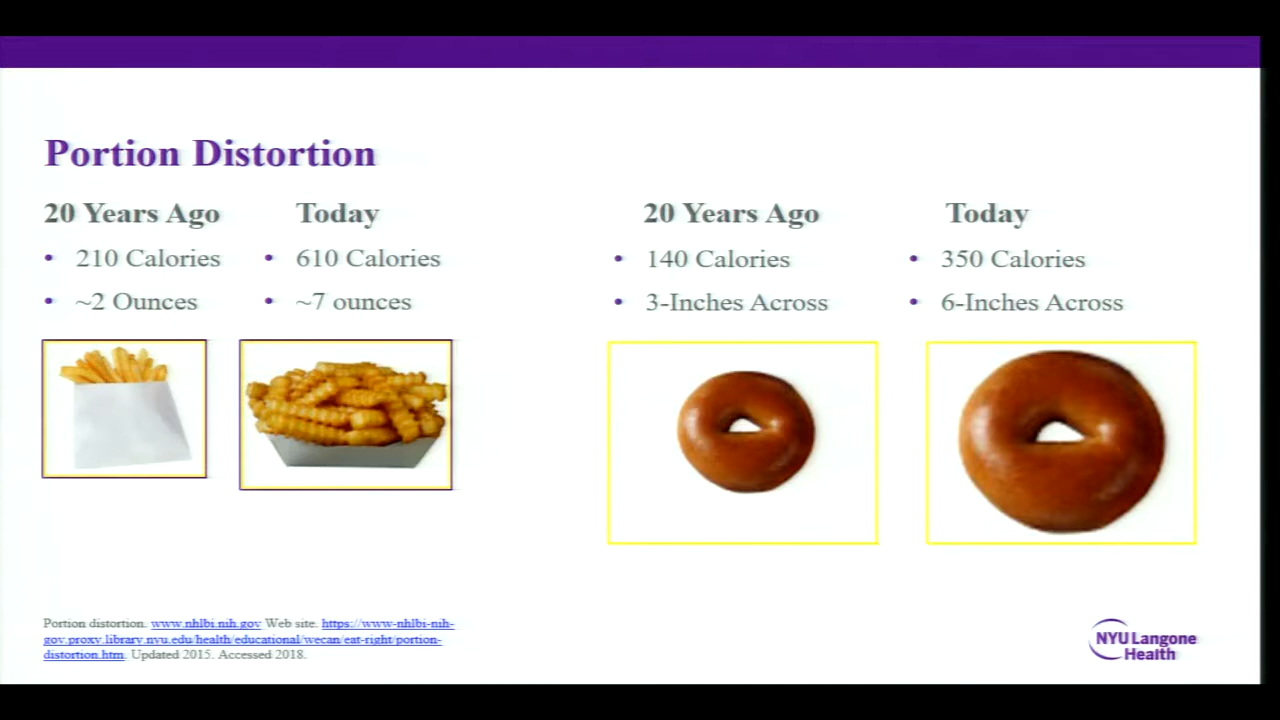 Portion Distortion
20 Years Ago
Today
• 210 Calories
• 610 Calories
• ~2 Ounces
• ~7 ounces
20 Years Ago
Today
• 140 Calories
• 350 Calories
• 3-Inches Across
• 6-Inches Across
Portion distortion. www.nhlbi.nih.gov Web site. https://www-nhlbi-nih-
gov.proxy.library.nyu.edu/health/educational/wecan/eat-right/portion-
distortion.htm. Updated 2015. Accessed 2018.
NYU Langone
Health